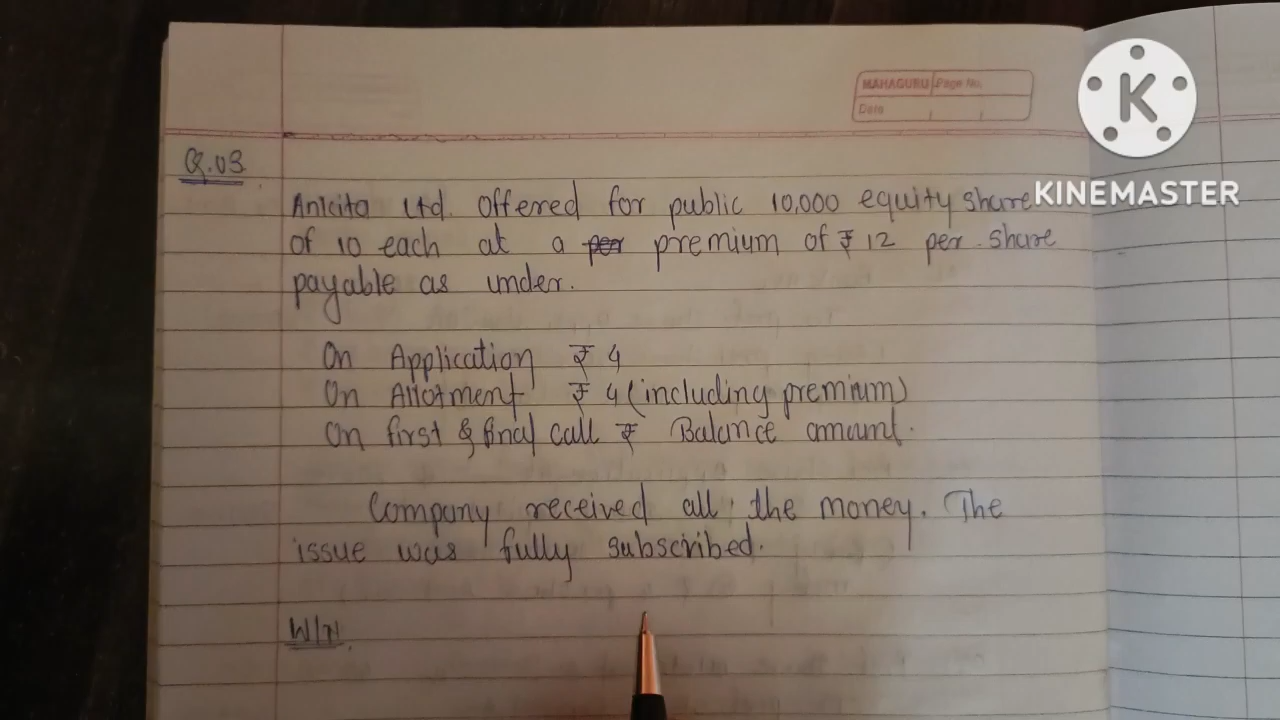 MAHAGURU Page No.
Date
K
KINEMASTER
Q.03
Ankita Ltd. Offered for public 10,000 equity share
of 10 each at a per premium of ₹ 12 per share
payable as under.
On Application ₹ 4
On Allotment ₹ 4 (including premium)
On first & final call ₹ Balance amount.
Company received all the money. The
issue was fully subscribed.
W/N.